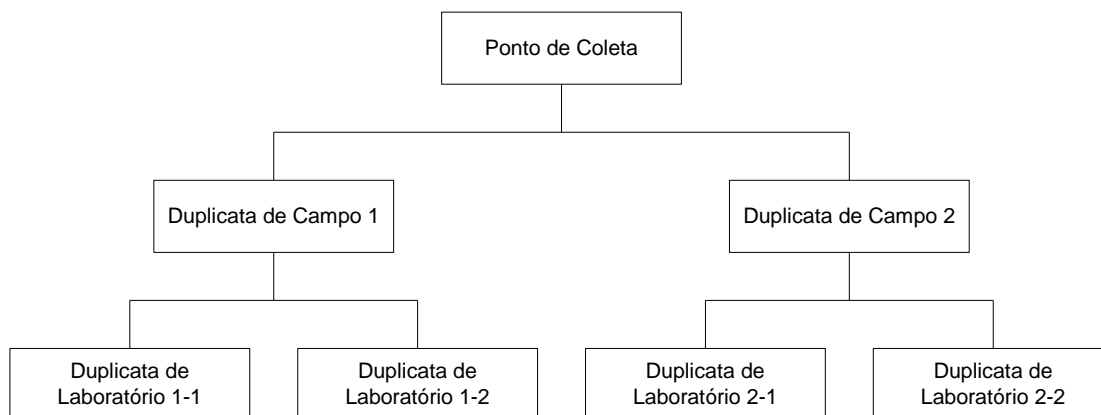 Ponto de Coleta
Duplicata de Campo 1
Duplicata de Campo 2
Duplicata de
Laboratório 1-1
Duplicata de
Laboratório 1-2
Duplicata de
Laboratório 2-1
Duplicata de
Laboratório 2-2